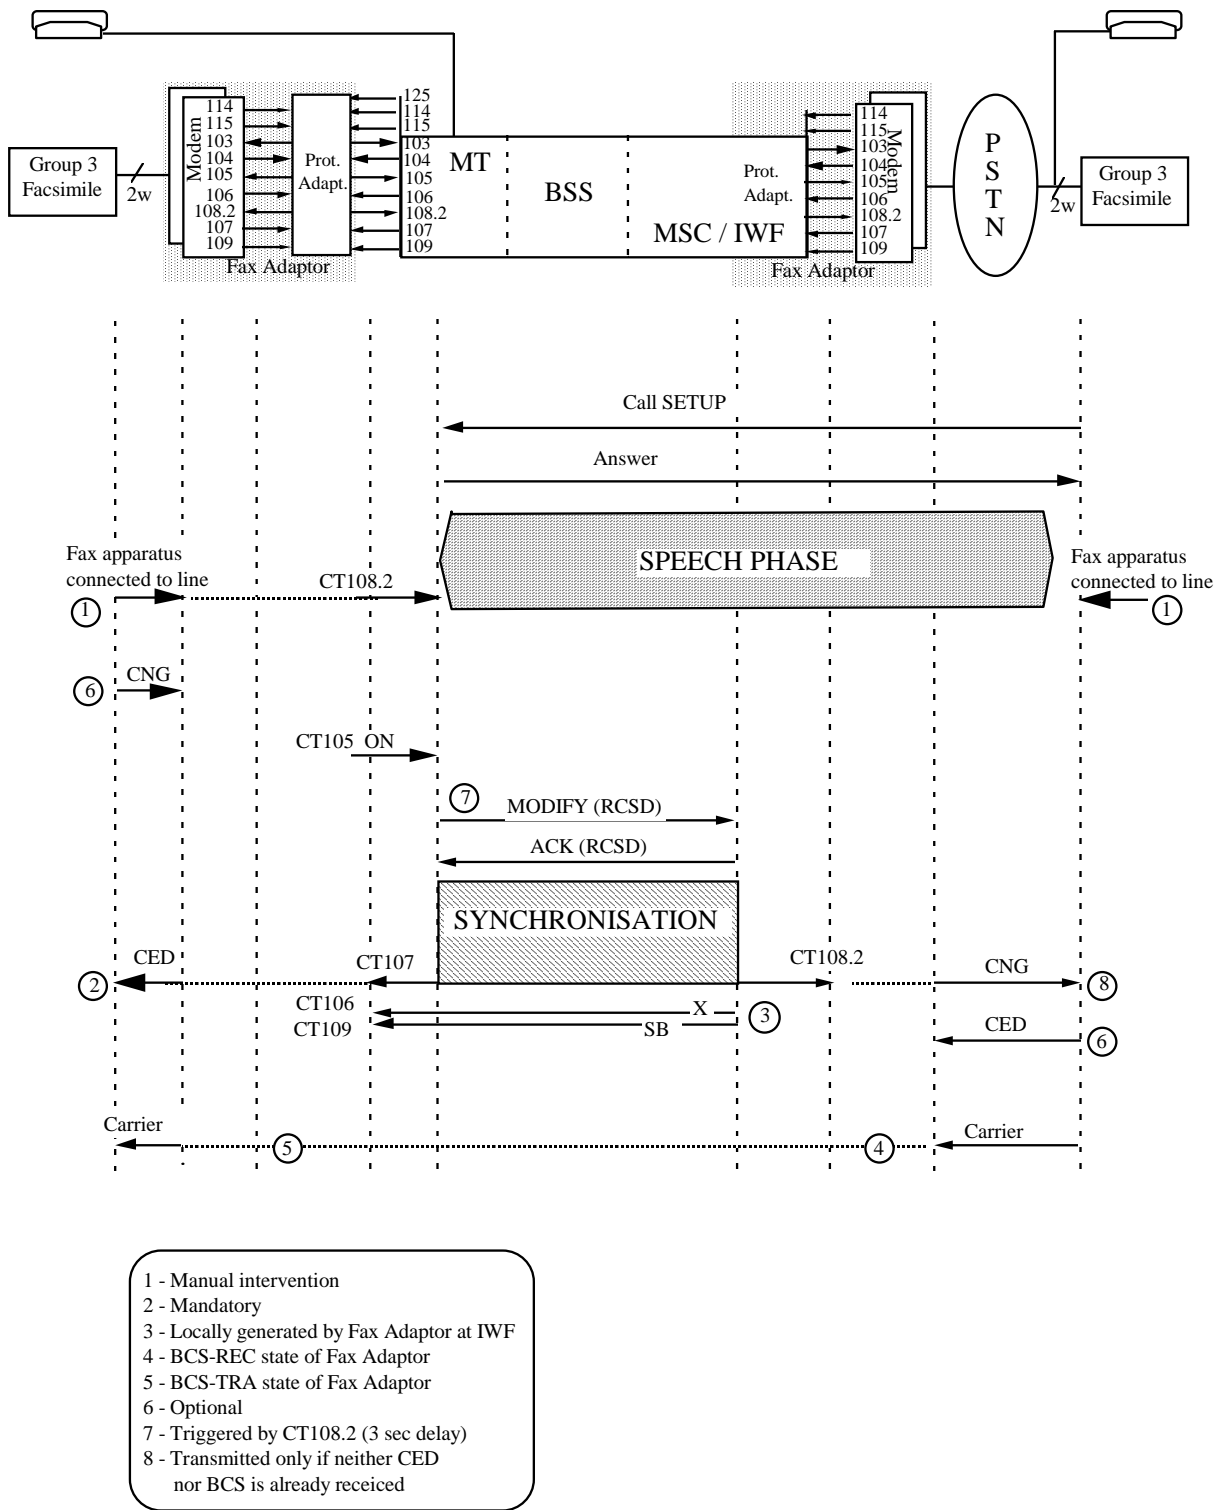 125
114
114
114
115
115
115
103
103
103
104
104
104
105
105
105
106
106
106
108.2
108.2
108.2
107
107
107
109
109
109
Modem
Modem
Group 3
Facsimile
2w
Prot.
Adapt.
MT
BSS
Prot.
Adapt.
MSC / IWF
PSTN
2w
Group 3
Facsimile
Fax Adaptor
Fax Adaptor
Call SETUP
Answer
SPEECH PHASE
Fax apparatus
connected to line
1
CT108.2
Fax apparatus
connected to line
1
CNG
6
CT105 ON
7
MODIFY (RCSD)
ACK (RCSD)
SYNCHRONISATION
CED
2
CT107
CT108.2
CNG
8
CT106
X
3
CT109
SB
CED
6
Carrier
5
4
Carrier
1 - Manual intervention
2 - Mandatory
3 - Locally generated by Fax Adaptor at IWF
4 - BCS-REC state of Fax Adaptor
5 - BCS-TRA state of Fax Adaptor
6 - Optional
7 - Triggered by CT108.2 (3 sec delay)
8 - Transmitted only if neither CED
nor BCS is already receiced